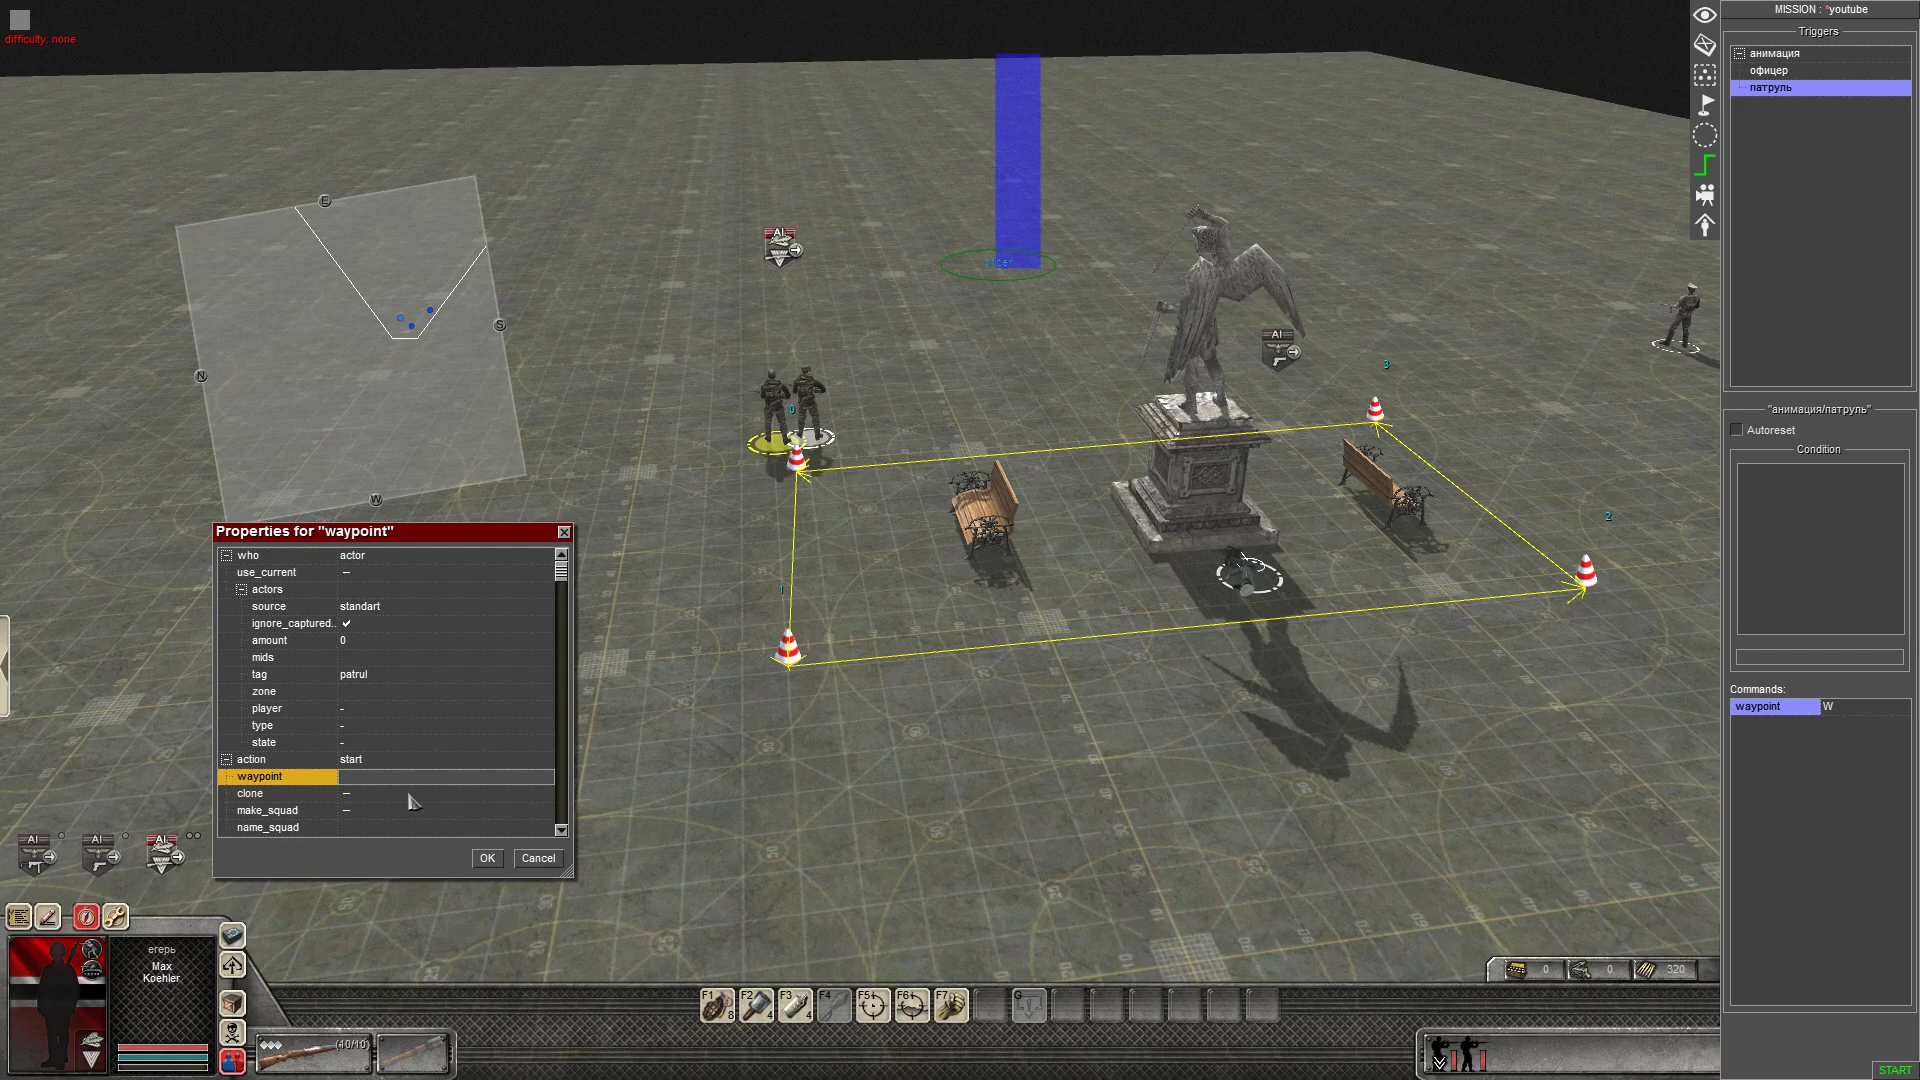 difficulty: none
MISSION : *youtube
Triggers
анимация
офицер
патруль
"анимация/патруль"
Autoreset
Condition
Commands:
waypoint W
START
E
S
N
W
AI
AI
0
1
2
3
Properties for "waypoint"
who actor
use_current –
actors
source standart
ignore_captured..
amount 0
mids
tag patrul
zone
player -
type -
state -
action start
waypoint
clone –
make_squad –
name_squad
OK
Cancel
AI
AI
AI
егерь
Max
Koehler
(10/10)
F1 8
F2 4
F3 4
F4
F5
F6
F7
G
0
0
320